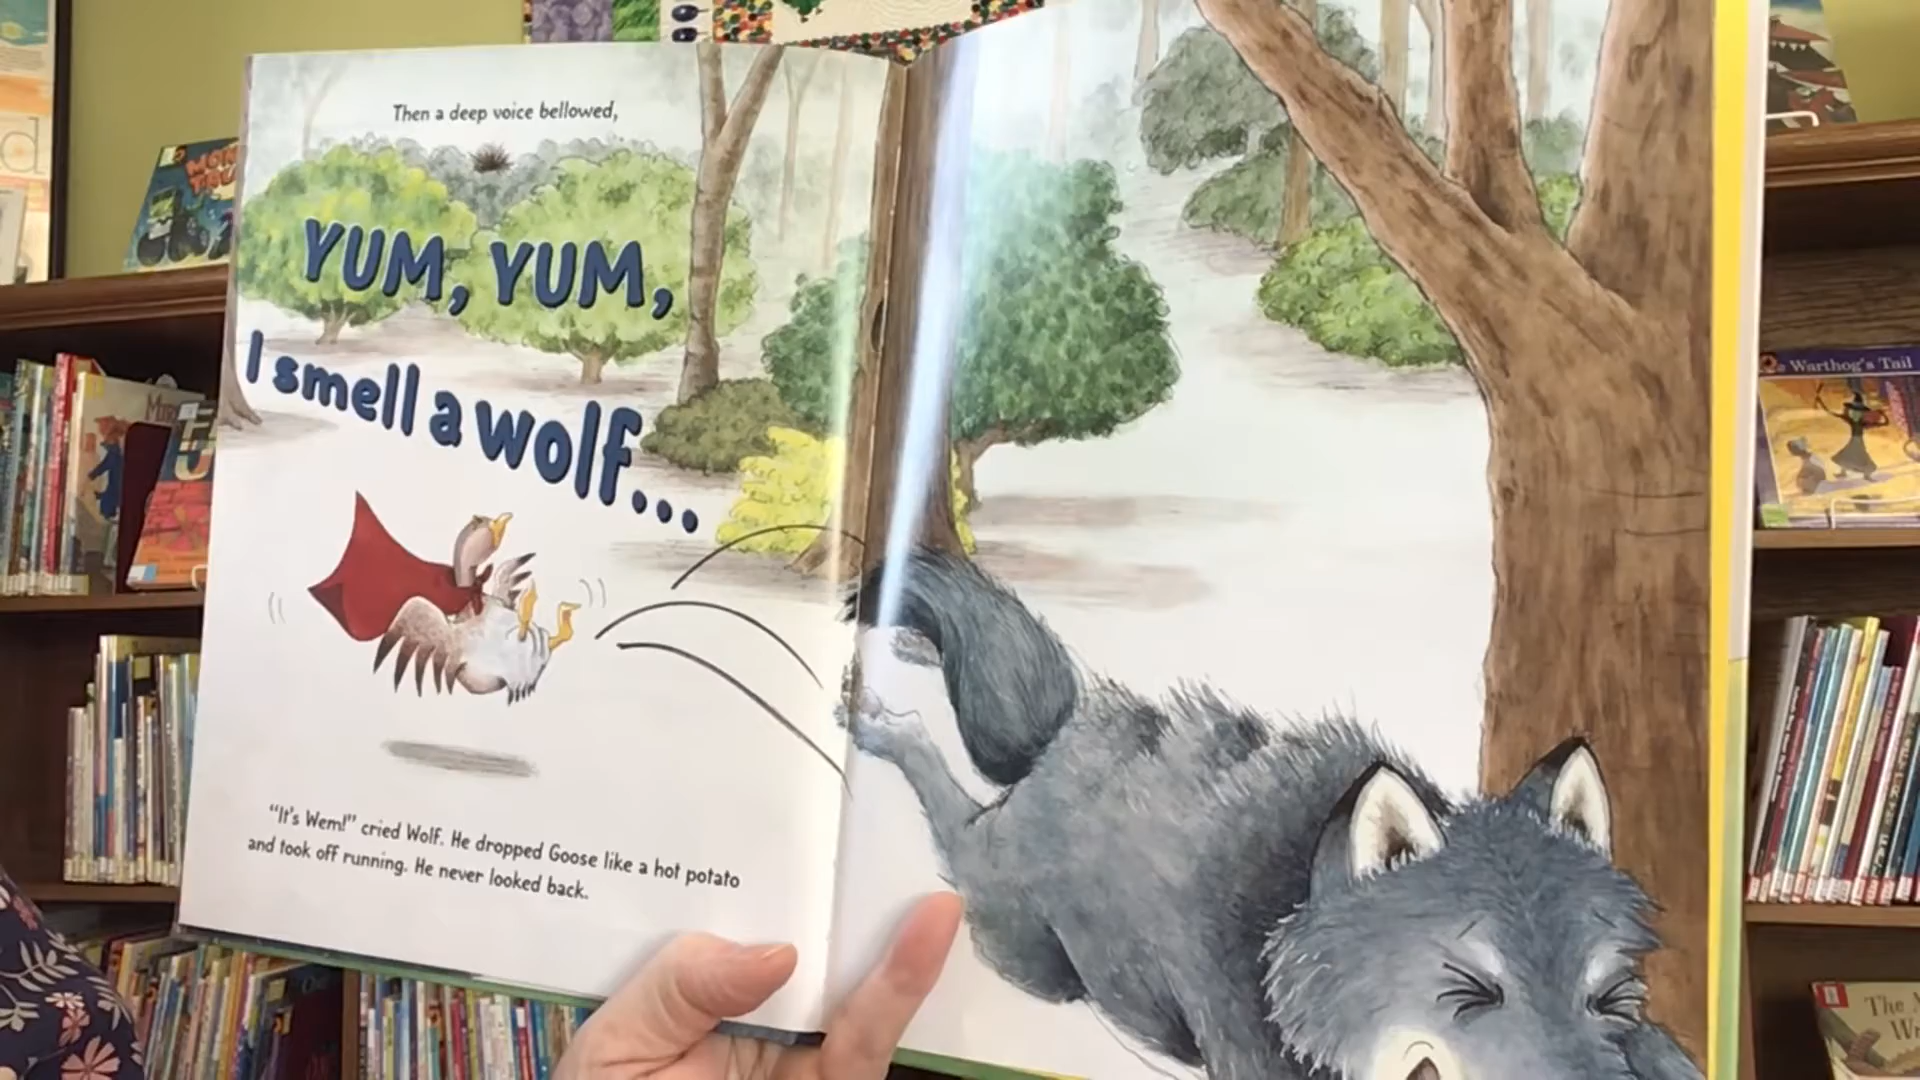 Then a deep voice bellowed,
YUM, YUM,
I smell a wolf...
"It's Wem!" cried Wolf. He dropped Goose like a hot potato
and took off running. He never looked back.
Warthog's Tail
The